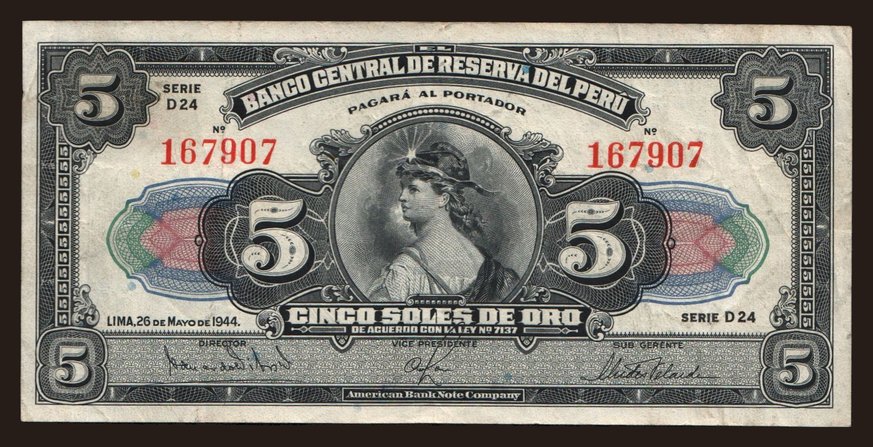 EL
BANCO CENTRAL DE RESERVA DEL PERÚ
PAGARÁ AL PORTADOR
5
5
SERIE
D 24
Nº
167907
Nº
167907
5
5
CINCO SOLES DE ORO
DE ACUERDO CON LA LEY Nº 7137
LIMA, 26 DE MAYO DE 1944.
SERIE D 24
DIRECTOR
VICE PRESIDENTE
SUB GERENTE
5
5
American Bank Note Company